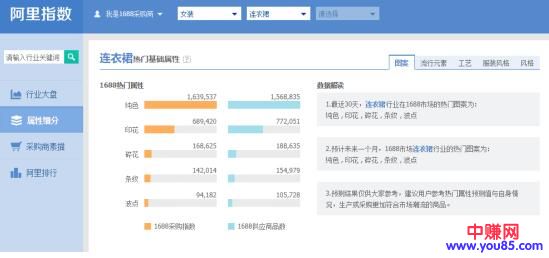 阿里指数
我是1688采购商
女装
连衣裙
请选择
请输入行业关键词
行业大盘
属性细分
采购商素描
阿里排行
连衣裙热门基础属性 [?]
图案 流行元素 工艺 服装风格 风格
1688热门属性
纯色 1,639,537 1,568,835
印花 689,420 772,051
碎花 168,625 188,635
条纹 142,014 154,979
波点 94,182 105,728
1688采购指数 1688供应商品数
数据解读
1.最近30天，连衣裙行业在1688市场的热门图案为：
纯色，印花，碎花，条纹，波点
2.预计未来一个月，1688市场连衣裙行业的热门图案为：
纯色，印花，碎花，条纹，波点
3.预测结果仅供大家参考，建议用户参考热门属性预测值与自身情
况，生产或采购更加符合市场潮流的商品。
中赚网
www.you85.com